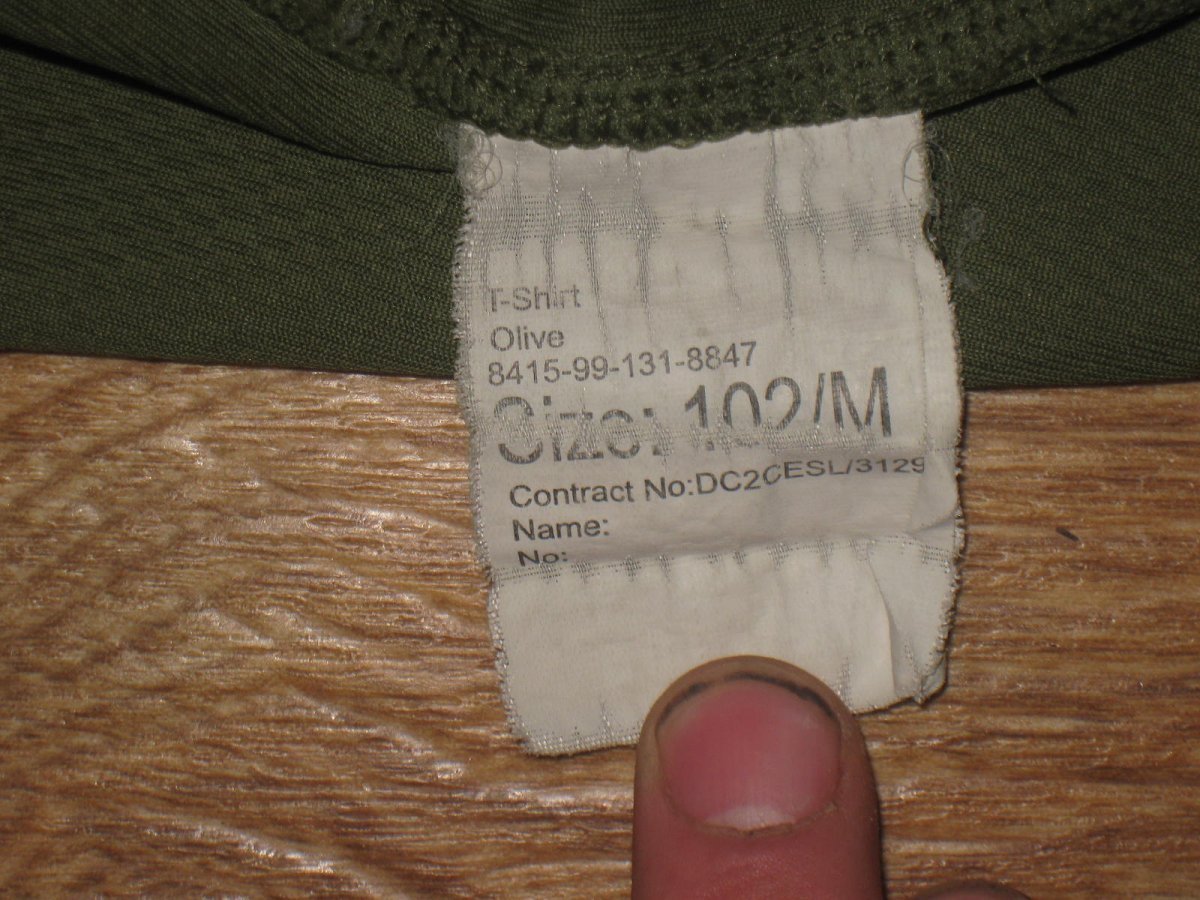 T-Shirt
Olive
8415-99-131-8847
Size: 102/M
Contract No:DC2CESL/3129
Name:
No: